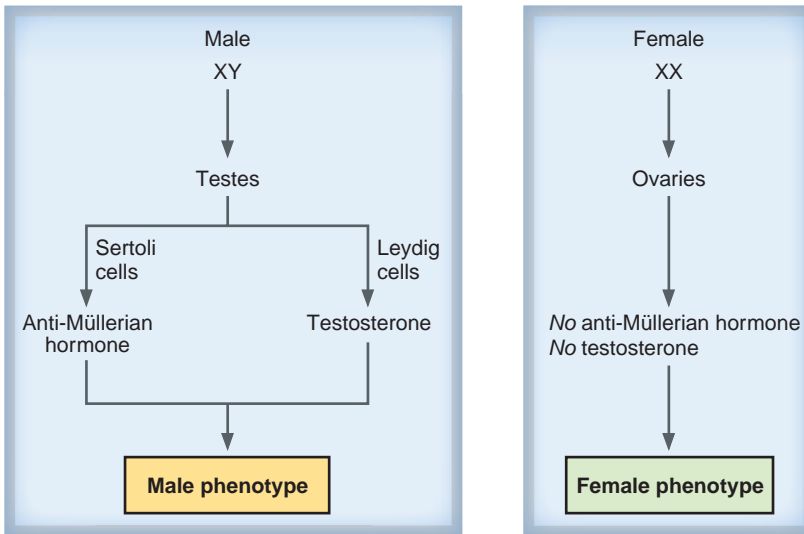 Male
XY
Testes
Sertoli
cells
Leydig
cells
Anti-Müllerian
hormone
Testosterone
Male phenotype
Female
XX
Ovaries
No anti-Müllerian hormone
No testosterone
Female phenotype